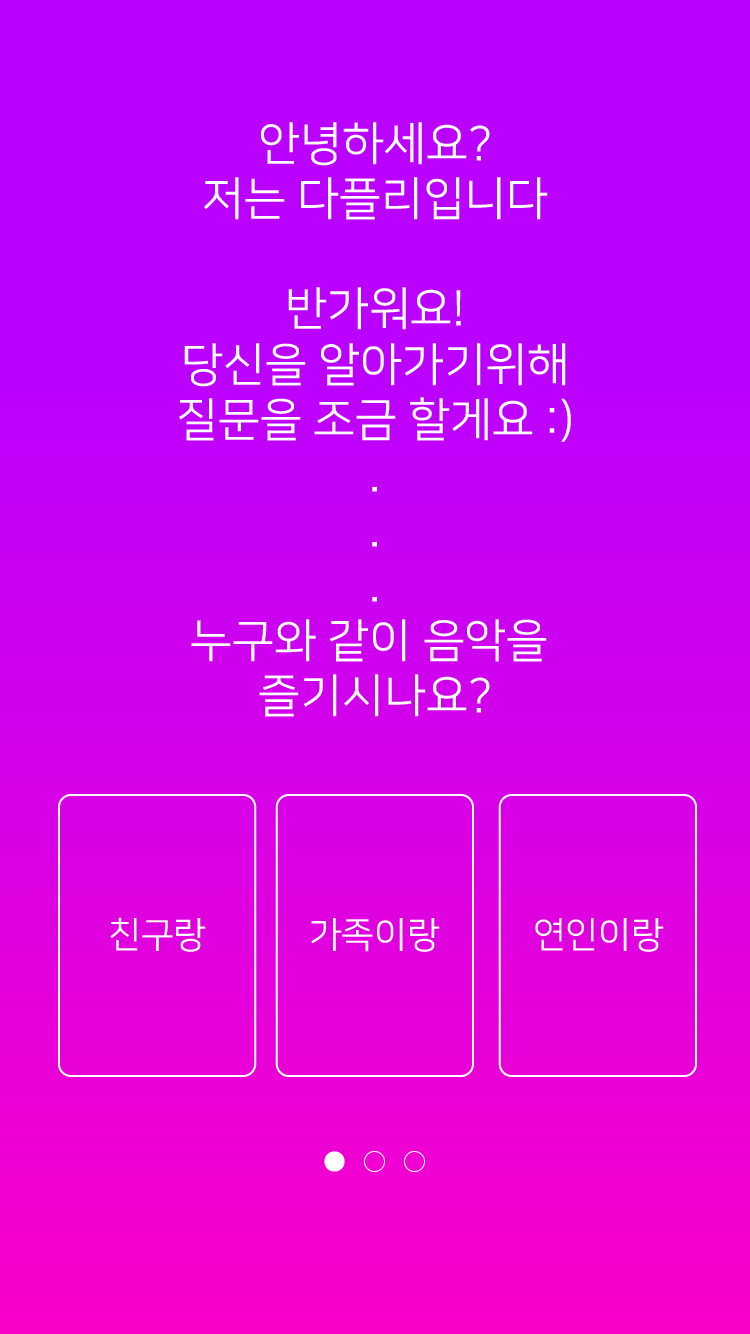 안녕하세요?
저는 다플리입니다
반가워요!
당신을 알아가기위해
질문을 조금 할게요 :)
.
.
.
누구와 같이 음악을
즐기시나요?
친구랑
가족이랑
연인이랑